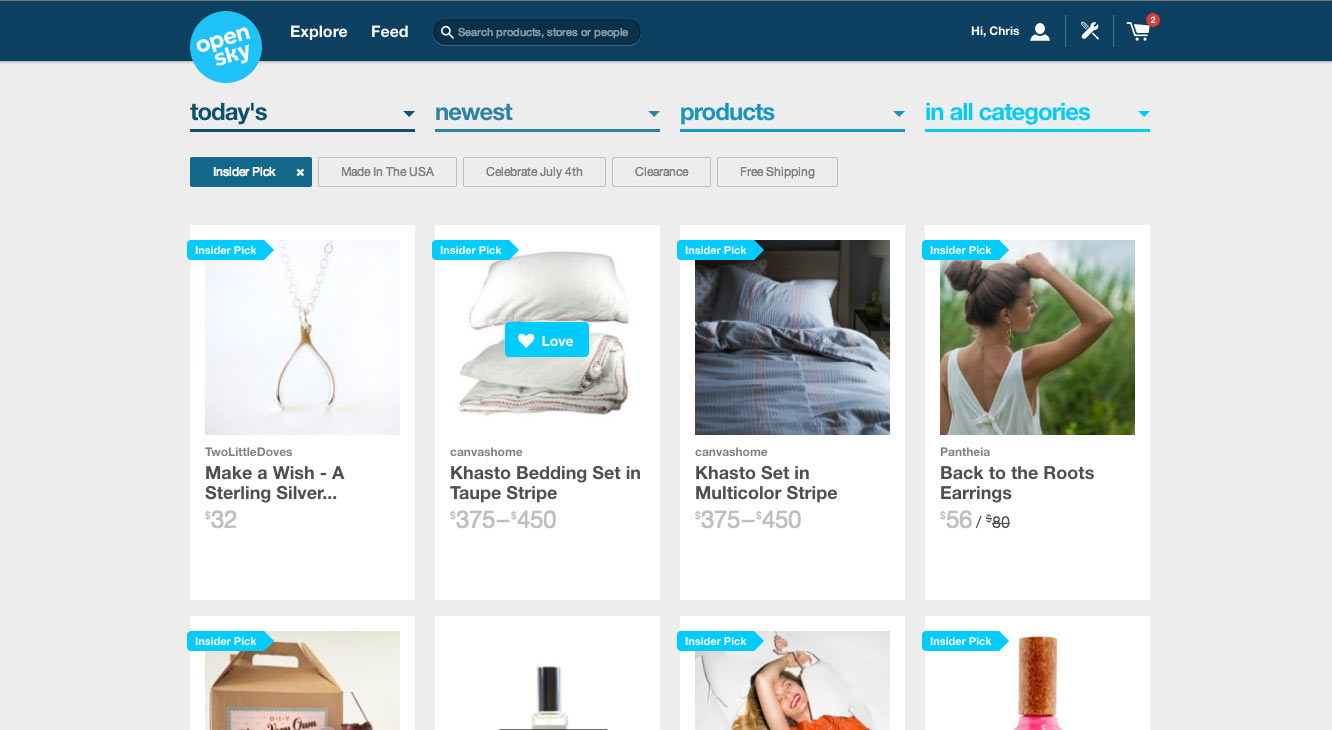 open
sky
Explore
Feed
Search products, stores or people
Hi, Chris
2
today's
newest
products
in all categories
Insider Pick ×
Made In The USA
Celebrate July 4th
Clearance
Free Shipping
Insider Pick
TwoLittleDoves
Make a Wish - A
Sterling Silver...
$32
Insider Pick
Love
canvashome
Khasto Bedding Set in
Taupe Stripe
$375–$450
Insider Pick
canvashome
Khasto Set in
Multicolor Stripe
$375–$450
Insider Pick
Pantheia
Back to the Roots
Earrings
$56 / $80
Insider Pick
D·I·Y
Gum
Insider Pick
Insider Pick